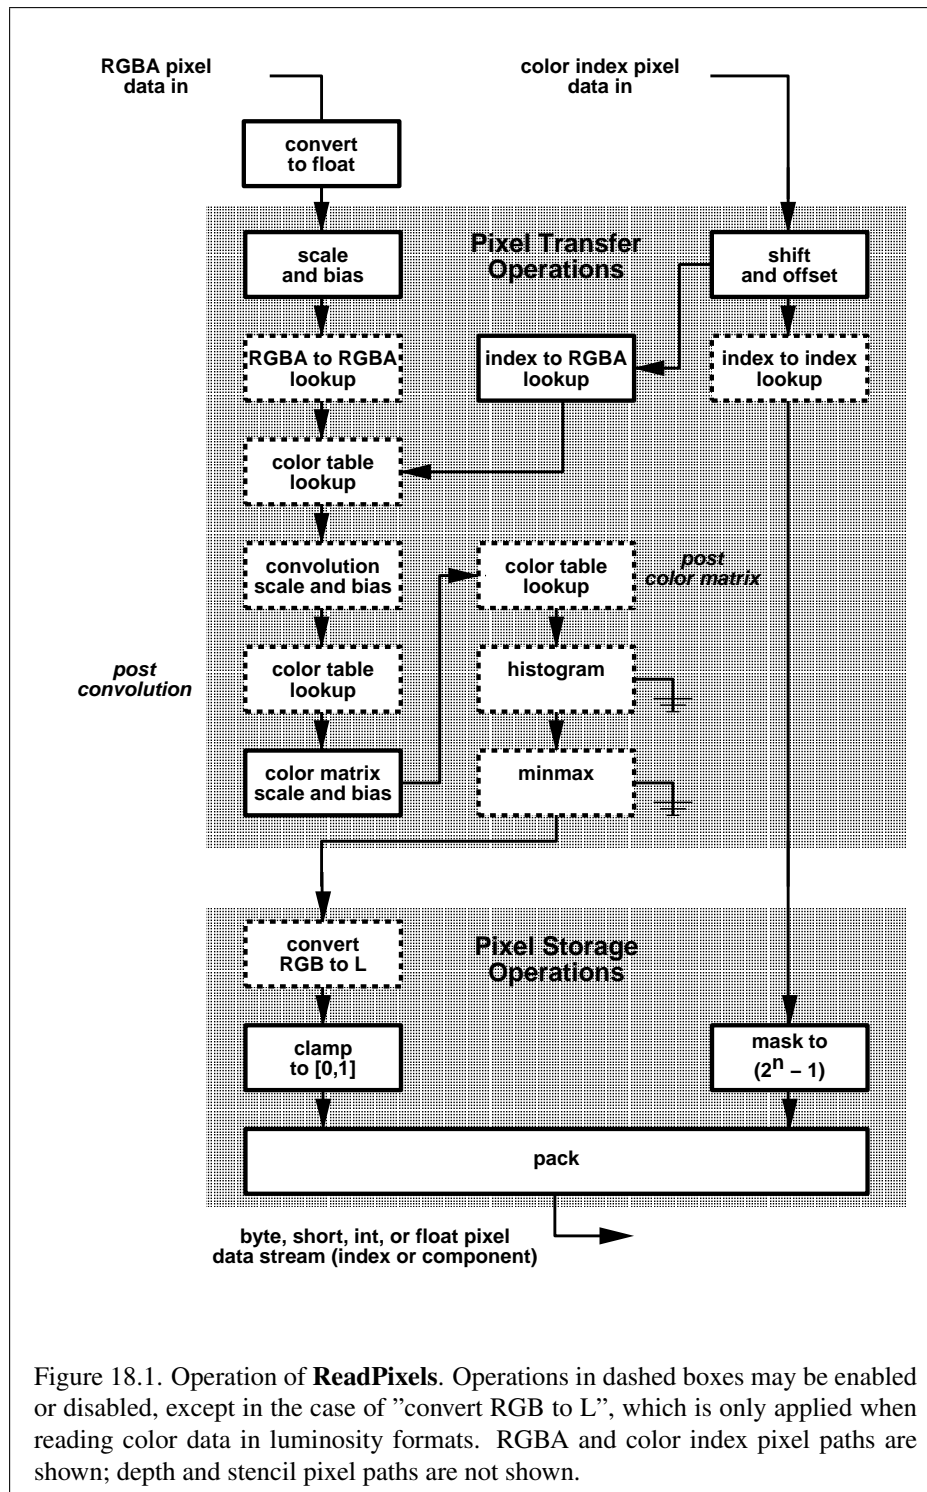 RGBA pixel
data in
color index pixel
data in
convert
to float
Pixel Transfer
Operations
scale
and bias
shift
and offset
RGBA to RGBA
lookup
index to RGBA
lookup
index to index
lookup
color table
lookup
convolution
scale and bias
color table
lookup
post
color matrix
post
convolution
color table
lookup
histogram
color matrix
scale and bias
minmax
convert
RGB to L
Pixel Storage
Operations
clamp
to [0,1]
mask to
(2ⁿ – 1)
pack
byte, short, int, or float pixel
data stream (index or component)
Figure 18.1. Operation of ReadPixels. Operations in dashed boxes may be enabled
or disabled, except in the case of ”convert RGB to L”, which is only applied when
reading color data in luminosity formats. RGBA and color index pixel paths are
shown; depth and stencil pixel paths are not shown.